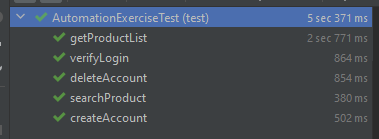 AutomationExerciseTest (test) 5 sec 371 ms
getProductList 2 sec 771 ms
verifyLogin 864 ms
deleteAccount 854 ms
searchProduct 380 ms
createAccount 502 ms